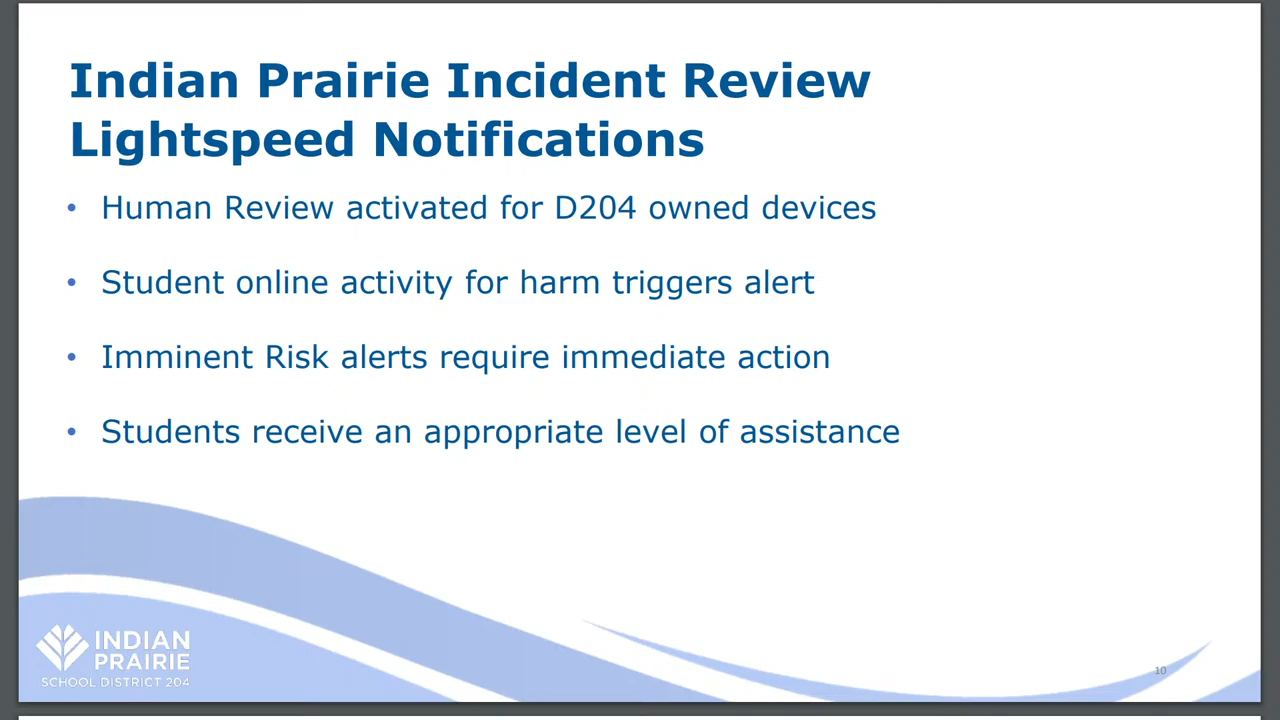 Indian Prairie Incident Review
Lightspeed Notifications
• Human Review activated for D204 owned devices
• Student online activity for harm triggers alert
• Imminent Risk alerts require immediate action
• Students receive an appropriate level of assistance
INDIAN
PRAIRIE
SCHOOL DISTRICT 204
10